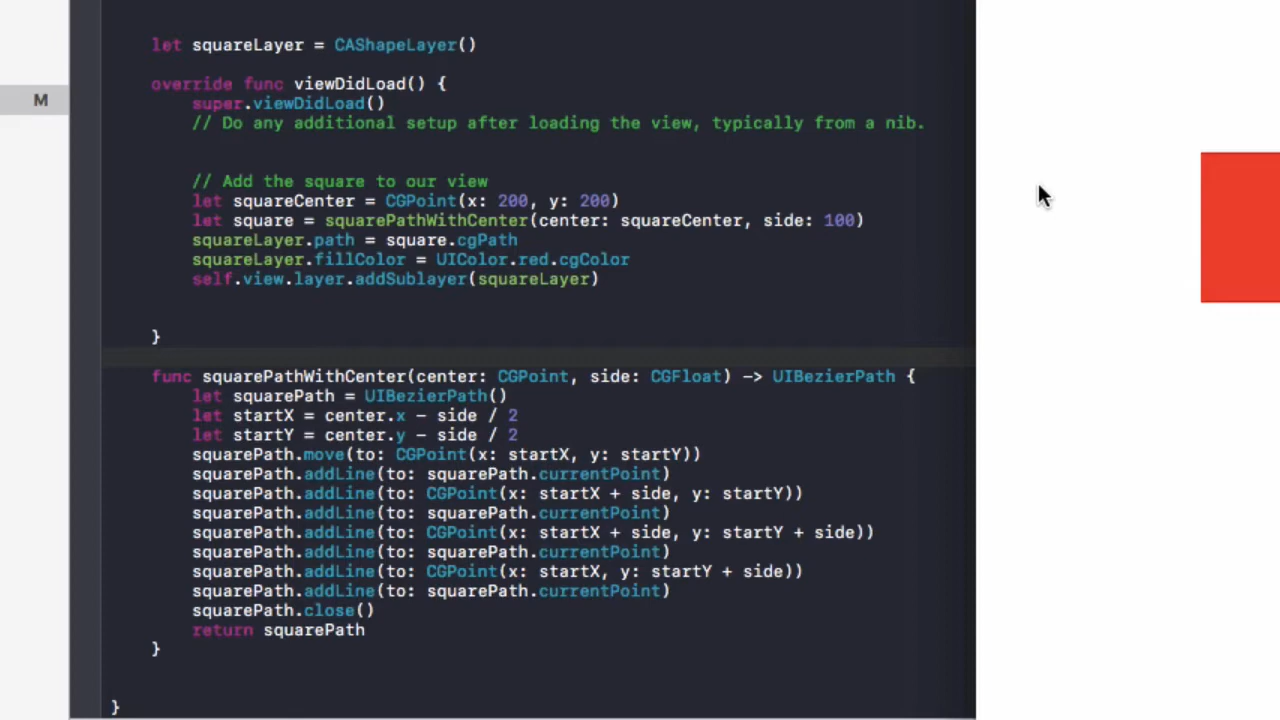 let squareLayer = CAShapeLayer()
override func viewDidLoad() {
super.viewDidLoad()
// Do any additional setup after loading the view, typically from a nib.
M
// Add the square to our view
let squareCenter = CGPoint(x: 200, y: 200)
let square = squarePathWithCenter(center: squareCenter, side: 100)
squareLayer.path = square.cgPath
squareLayer.fillColor = UIColor.red.cgColor
self.view.layer.addSublayer(squareLayer)
}
func squarePathWithCenter(center: CGPoint, side: CGFloat) -> UIBezierPath {
let squarePath = UIBezierPath()
let startX = center.x - side / 2
let startY = center.y - side / 2
squarePath.move(to: CGPoint(x: startX, y: startY))
squarePath.addLine(to: squarePath.currentPoint)
squarePath.addLine(to: CGPoint(x: startX + side, y: startY))
squarePath.addLine(to: squarePath.currentPoint)
squarePath.addLine(to: CGPoint(x: startX + side, y: startY + side))
squarePath.addLine(to: squarePath.currentPoint)
squarePath.addLine(to: CGPoint(x: startX, y: startY + side))
squarePath.addLine(to: squarePath.currentPoint)
squarePath.close()
return squarePath
}
}